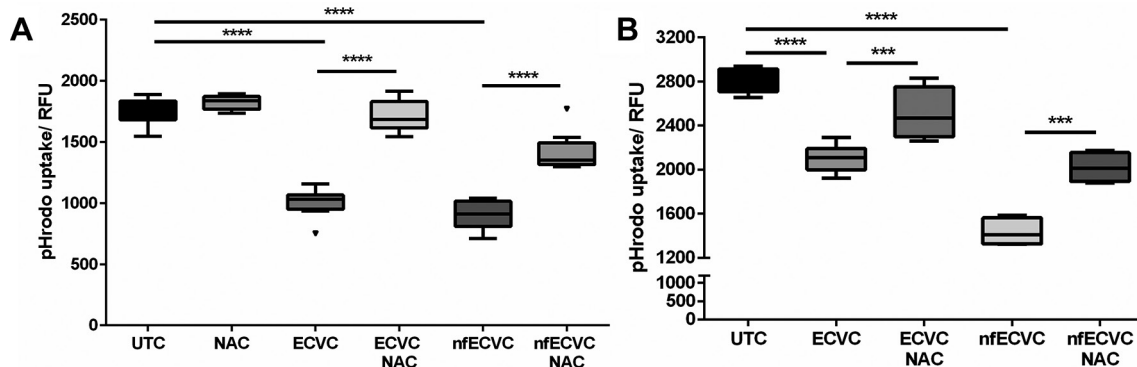 A
pHrodo uptake/ RFU
2500
2000
1500
1000
500
0
****
****
****
****
UTC
NAC
ECVC
ECVC
NAC
nfECVC
nfECVC
NAC
B
pHrodo uptake/ RFU
3200
2800
2400
2000
1600
1200
1000
500
0
****
****
***
***
UTC
ECVC
ECVC
NAC
nfECVC
nfECVC
NAC